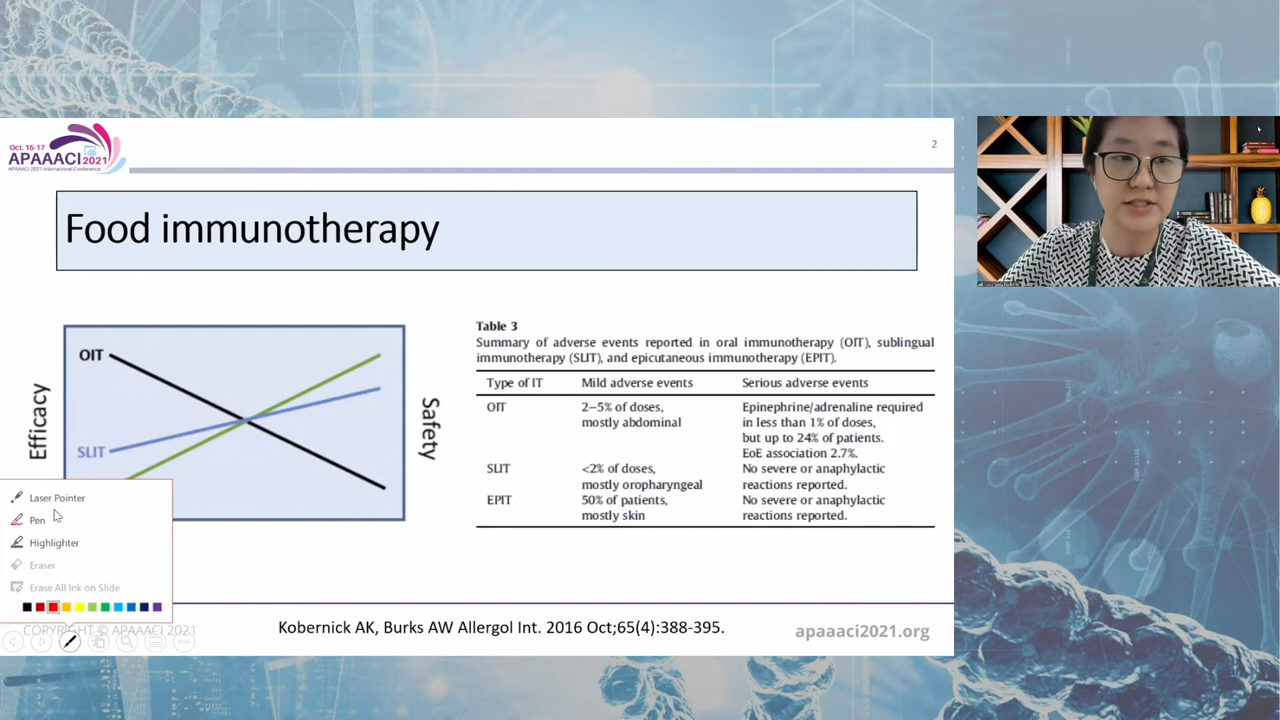 Oct. 15-17
APAAACI 2021
APAAACI 2021 International Conference
2
Food immunotherapy
OIT
SLIT
Efficacy
Safety
Table 3
Summary of adverse events reported in oral immunotherapy (OIT), sublingual
immunotherapy (SLIT), and epicutaneous immunotherapy (EPIT).
Type of IT Mild adverse events Serious adverse events
OIT 2–5% of doses, Epinephrine/adrenaline required
mostly abdominal in less than 1% of doses,
but up to 24% of patients.
EoE association 2.7%.
SLIT <2% of doses, No severe or anaphylactic
mostly oropharyngeal reactions reported.
EPIT 50% of patients, No severe or anaphylactic
mostly skin reactions reported.
Laser Pointer
Pen
Highlighter
Eraser
Erase All Ink on Slide
COPYRIGHT © APAAACI 2021
Kobernick AK, Burks AW Allergol Int. 2016 Oct;65(4):388-395.
apaaaci2021.org